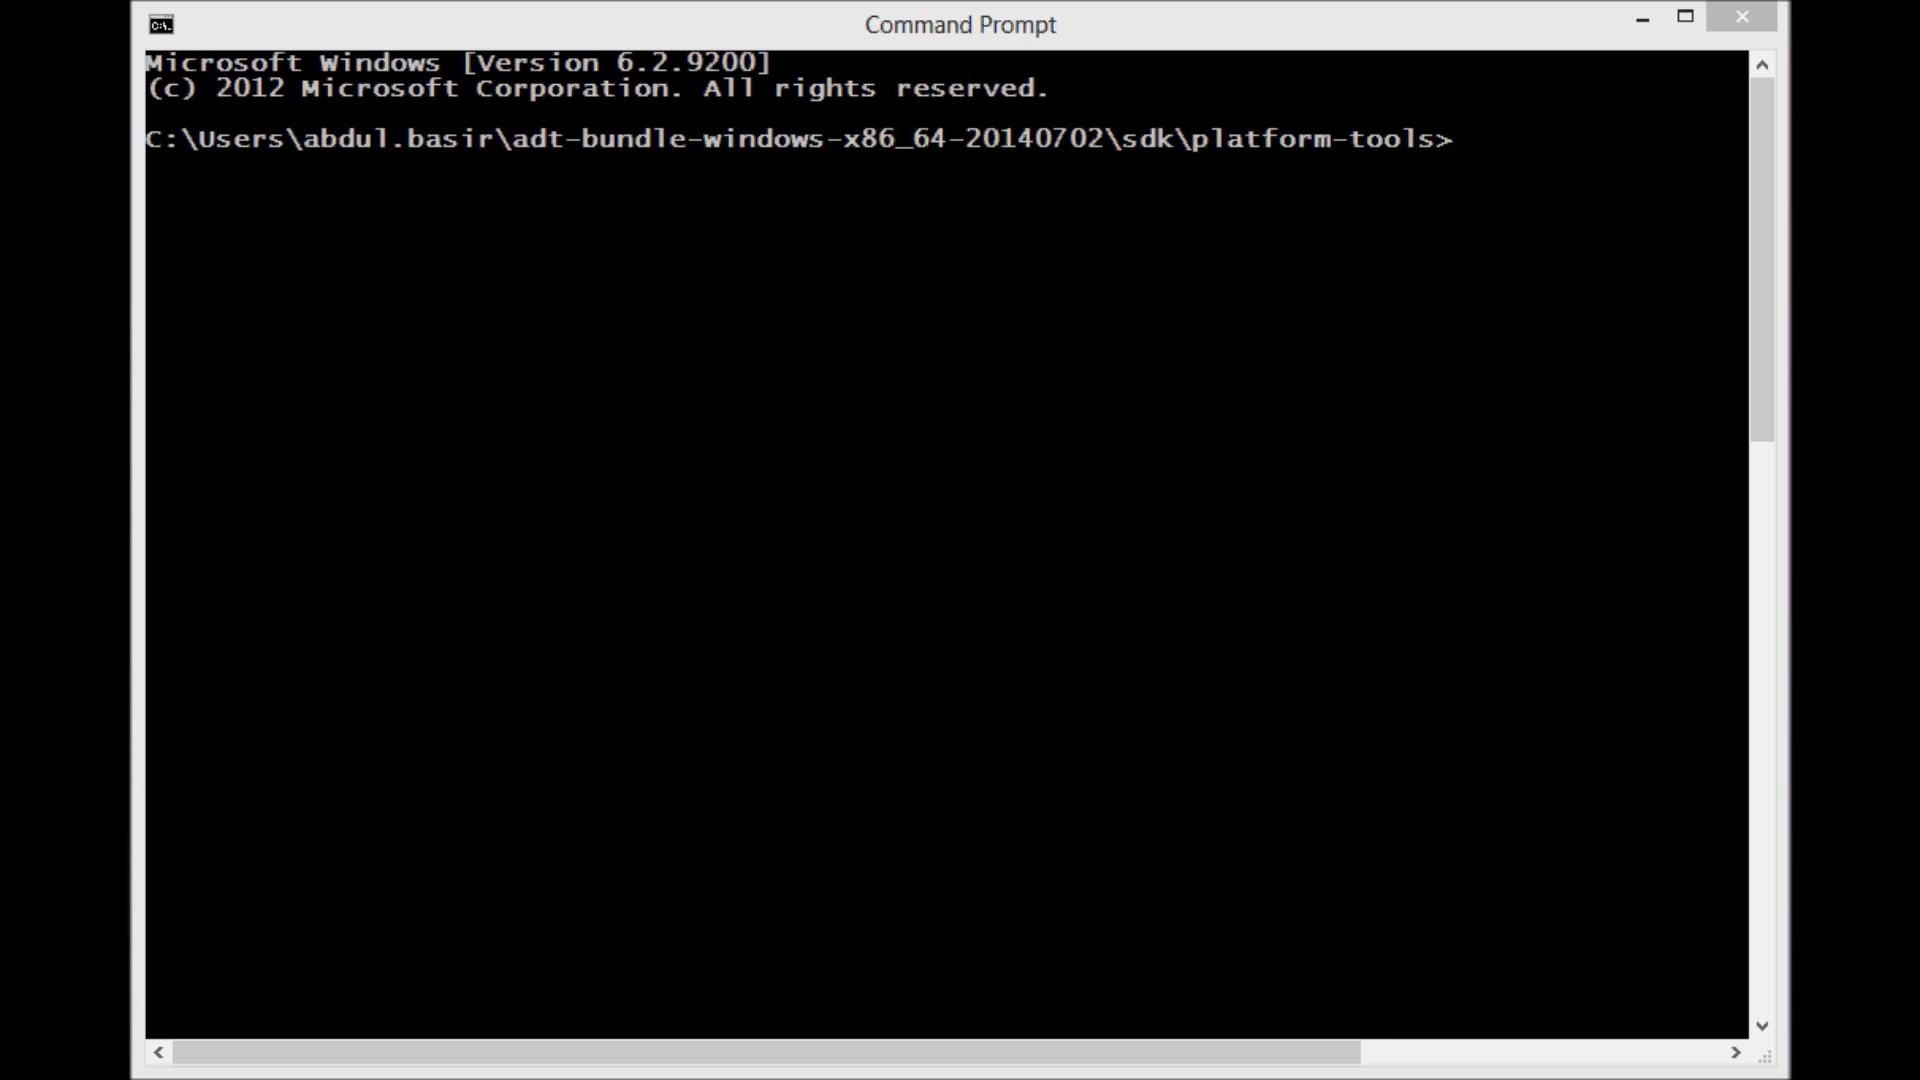 Command Prompt
Microsoft Windows [Version 6.2.9200]
(c) 2012 Microsoft Corporation. All rights reserved.
C:\Users\abdul.basir\adt-bundle-windows-x86_64-20140702\sdk\platform-tools>